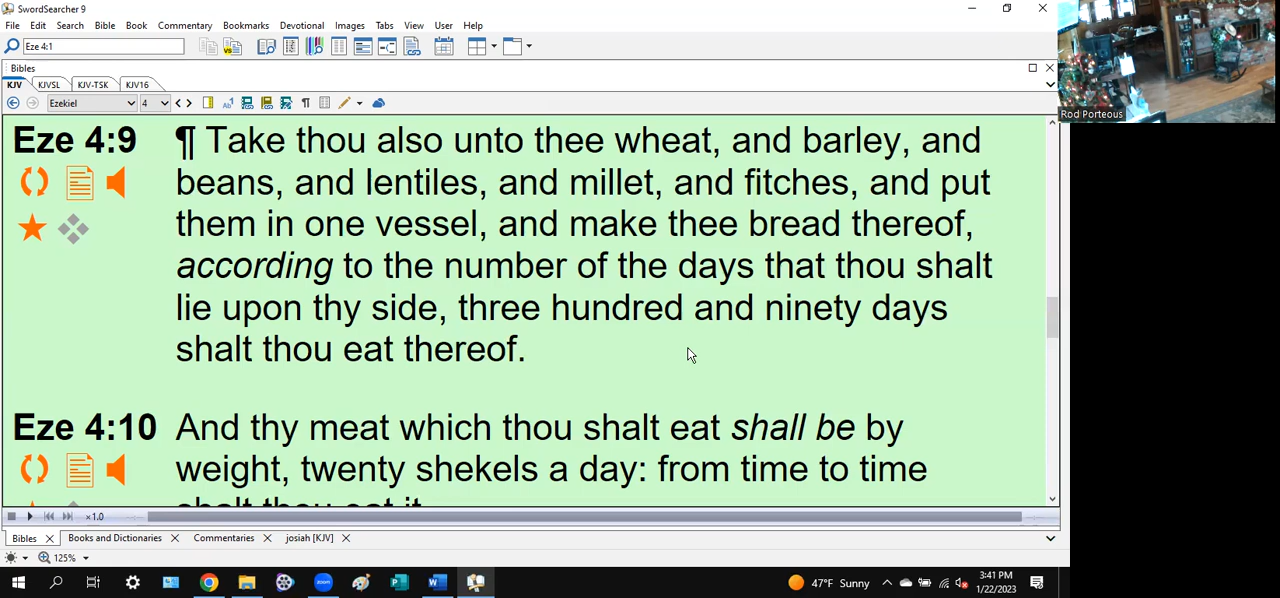 SwordSearcher 9
File Edit Search Bible Book Commentary Bookmarks Devotional Images Tabs View User Help
Eze 4:1
Bibles
KJV KJVSL KJV-TSK KJV16
Ezekiel 4
Eze 4:9 ¶ Take thou also unto thee wheat, and barley, and
beans, and lentiles, and millet, and fitches, and put
them in one vessel, and make thee bread thereof,
according to the number of the days that thou shalt
lie upon thy side, three hundred and ninety days
shalt thou eat thereof.
Eze 4:10 And thy meat which thou shalt eat shall be by
weight, twenty shekels a day: from time to time
shalt thou eat it
×1.0
Bibles Books and Dictionaries Commentaries josiah [KJV]
125%
47°F Sunny 3:41 PM
1/22/2023
Rod Porteous